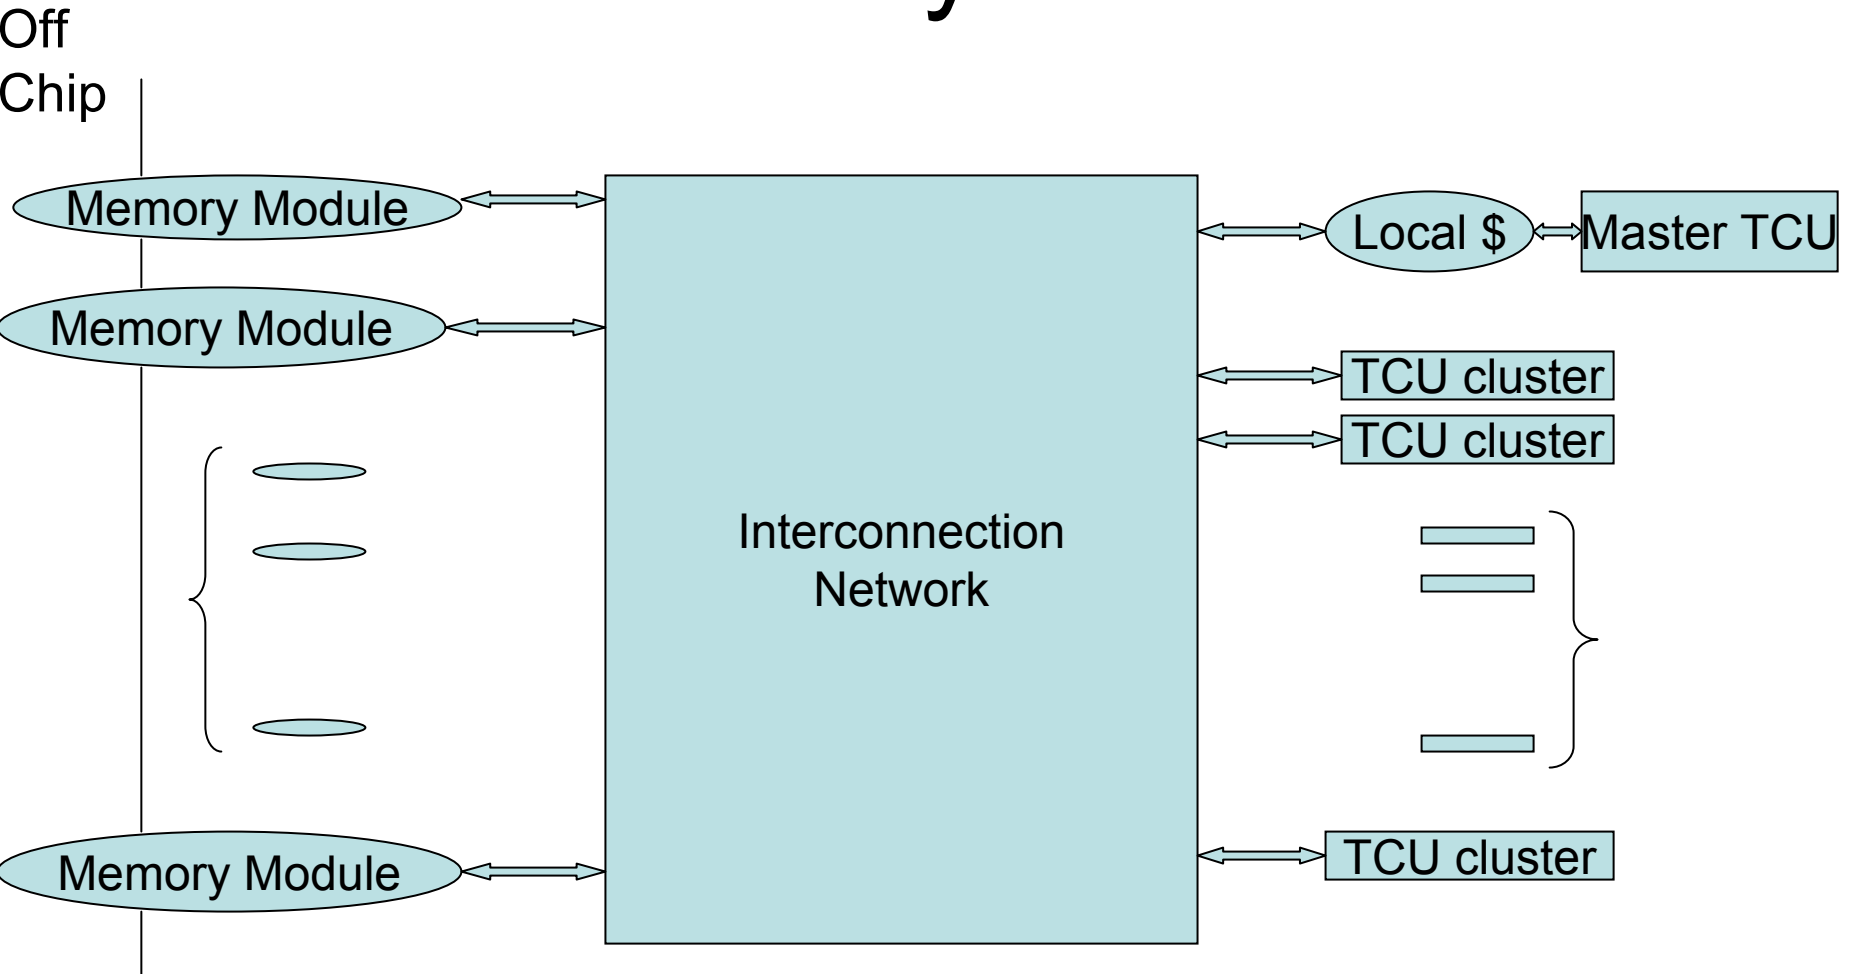 Off
Chip
Memory Module
Memory Module
Memory Module
Interconnection
Network
Local $
Master TCU
TCU cluster
TCU cluster
TCU cluster